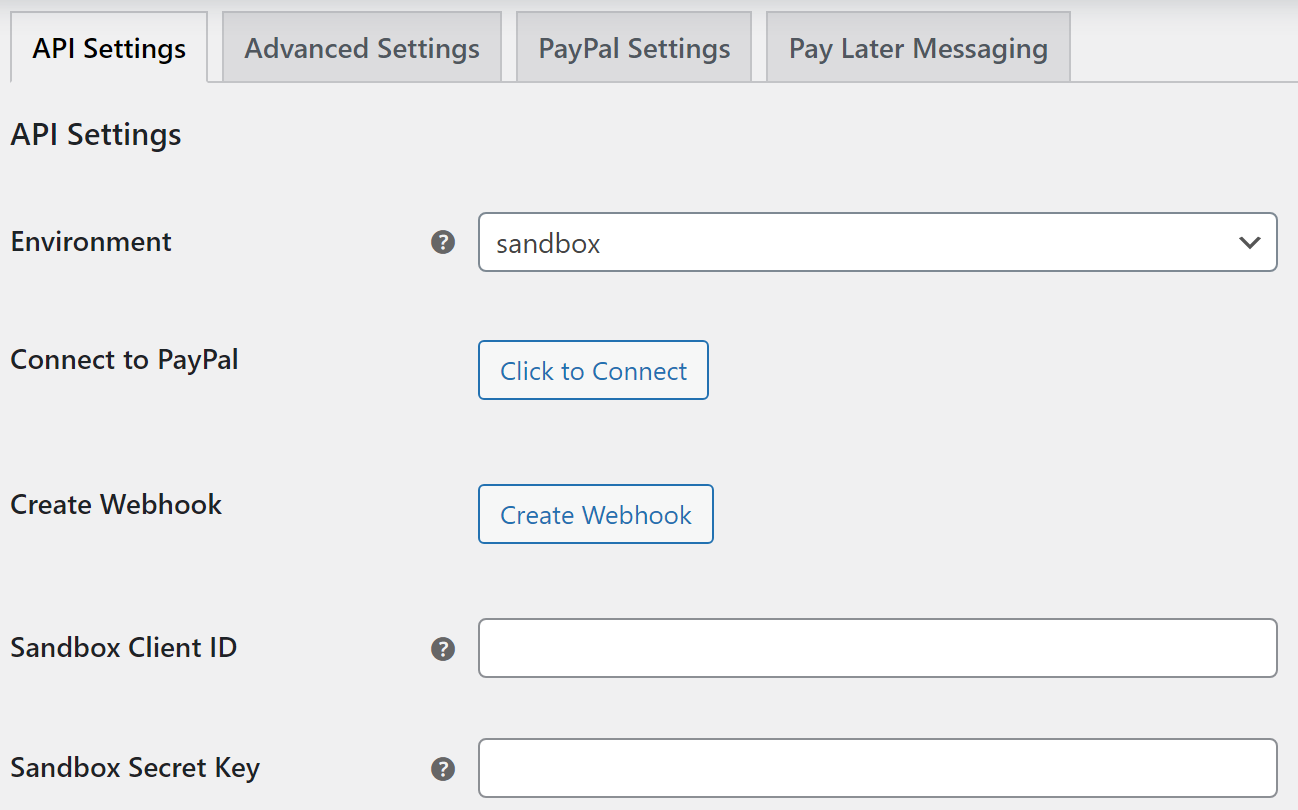 API Settings
Advanced Settings
PayPal Settings
Pay Later Messaging
API Settings
Environment
?
sandbox
Connect to PayPal
Click to Connect
Create Webhook
Create Webhook
Sandbox Client ID
?
Sandbox Secret Key
?